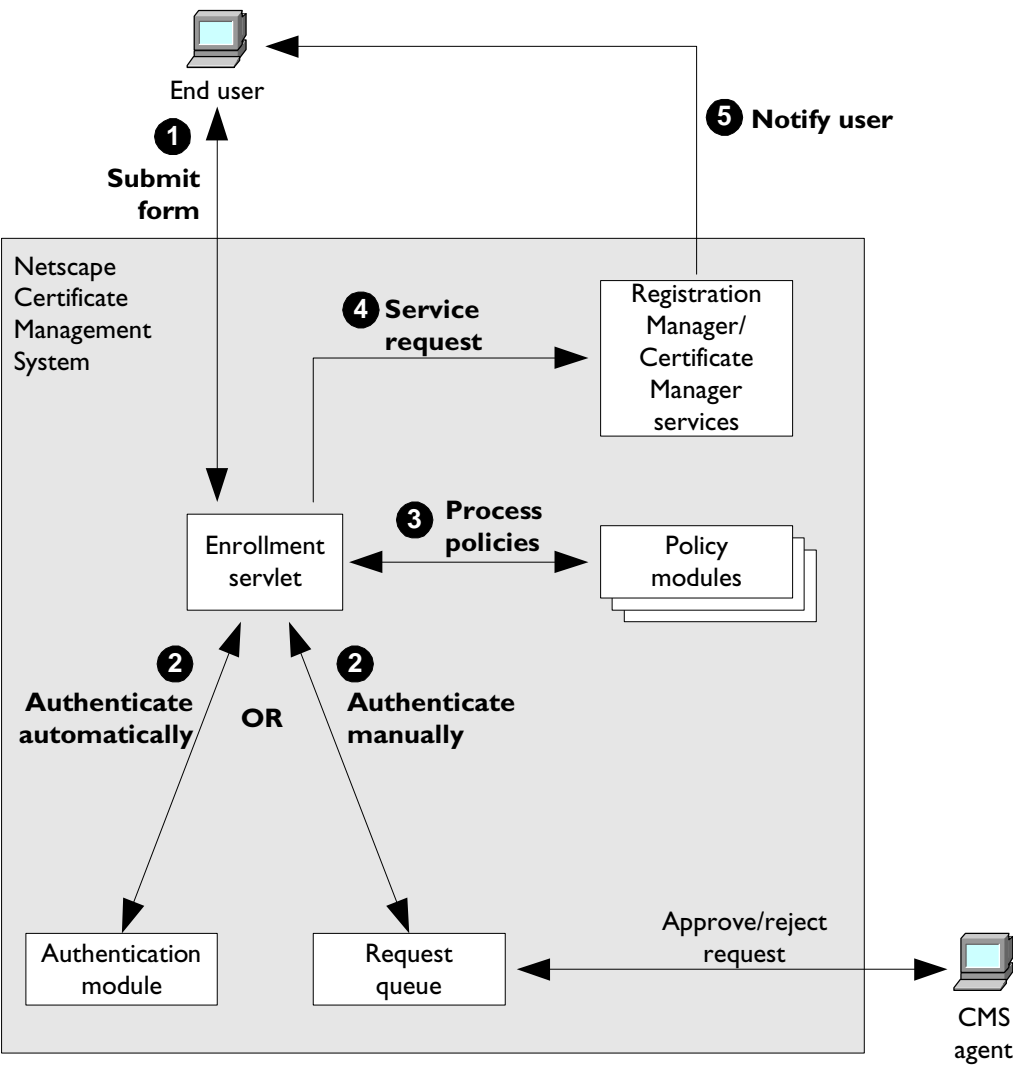 End user
1
Submit
form
5 Notify user
Netscape
Certificate
Management
System
4 Service
request
Registration
Manager/
Certificate
Manager
services
Enrollment
servlet
3 Process
policies
Policy
modules
2
Authenticate
automatically
OR
2
Authenticate
manually
Authentication
module
Request
queue
Approve/reject
request
CMS
agent